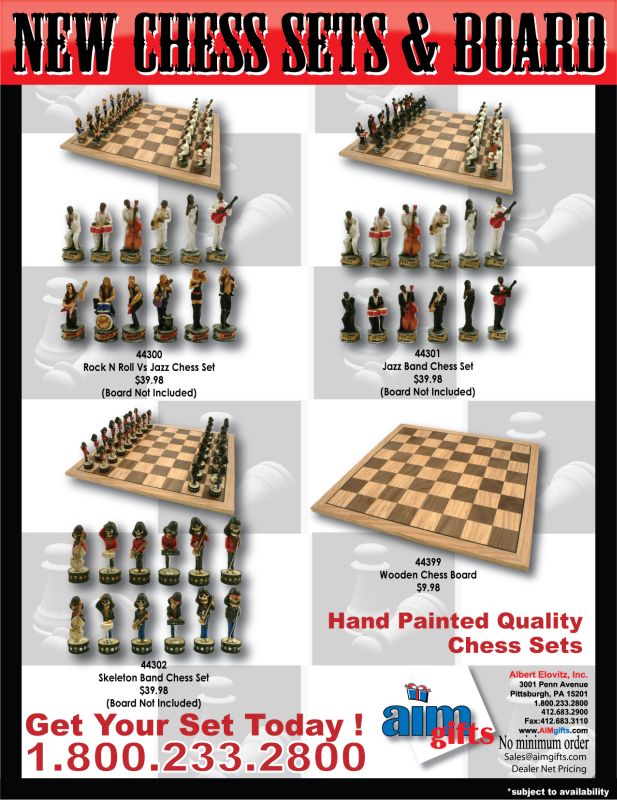 NEW CHESS SETS & BOARD
44300
Rock N Roll Vs Jazz Chess Set
$39.98
(Board Not Included)
44301
Jazz Band Chess Set
$39.98
(Board Not Included)
44302
Skeleton Band Chess Set
$39.98
(Board Not Included)
44399
Wooden Chess Board
$9.98
Hand Painted Quality
Chess Sets
Get Your Set Today !
1.800.233.2800
aim
gifts
Albert Elovitz, Inc.
3001 Penn Avenue
Pittsburgh, PA 15201
1.800.233.2800
412.683.2900
Fax:412.683.3110
www.AIMgifts.com
No minimum order
Sales@aimgifts.com
Dealer Net Pricing
*subject to availability